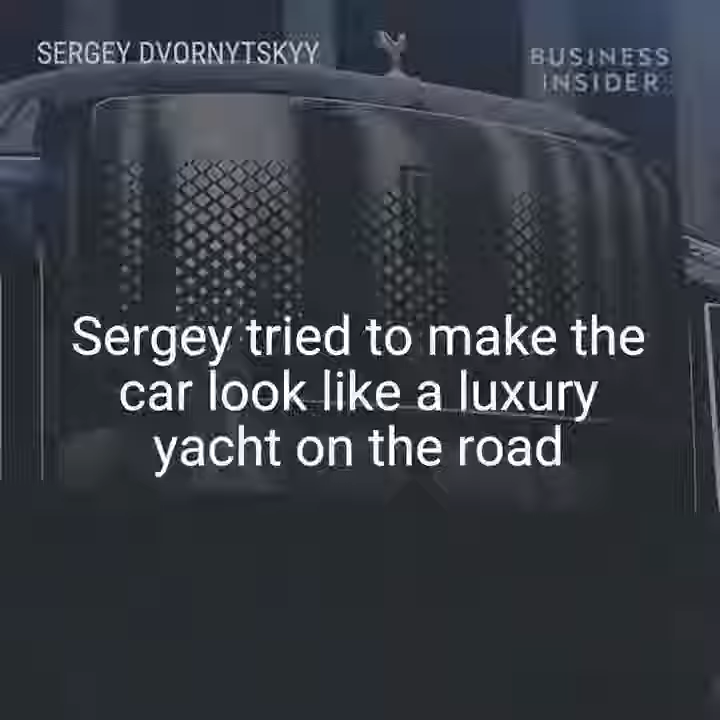 SERGEY DVORNYTSKYY
BUSINESS
INSIDER
Sergey tried to make the
car look like a luxury
yacht on the road